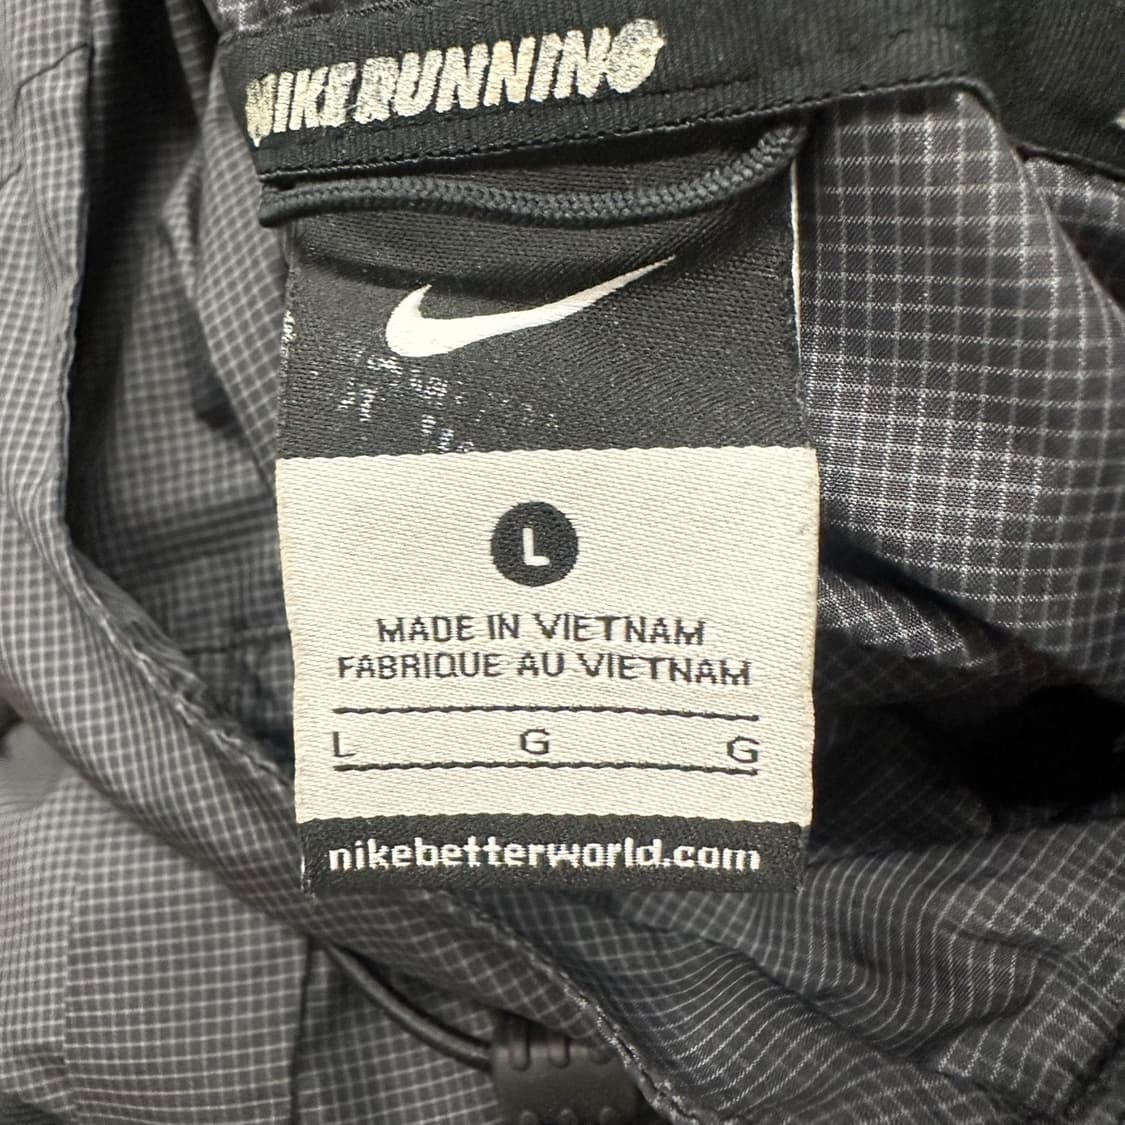 NIKE RUNNING
L
MADE IN VIETNAM
FABRIQUE AU VIETNAM
L G G
nikebetterworld.com